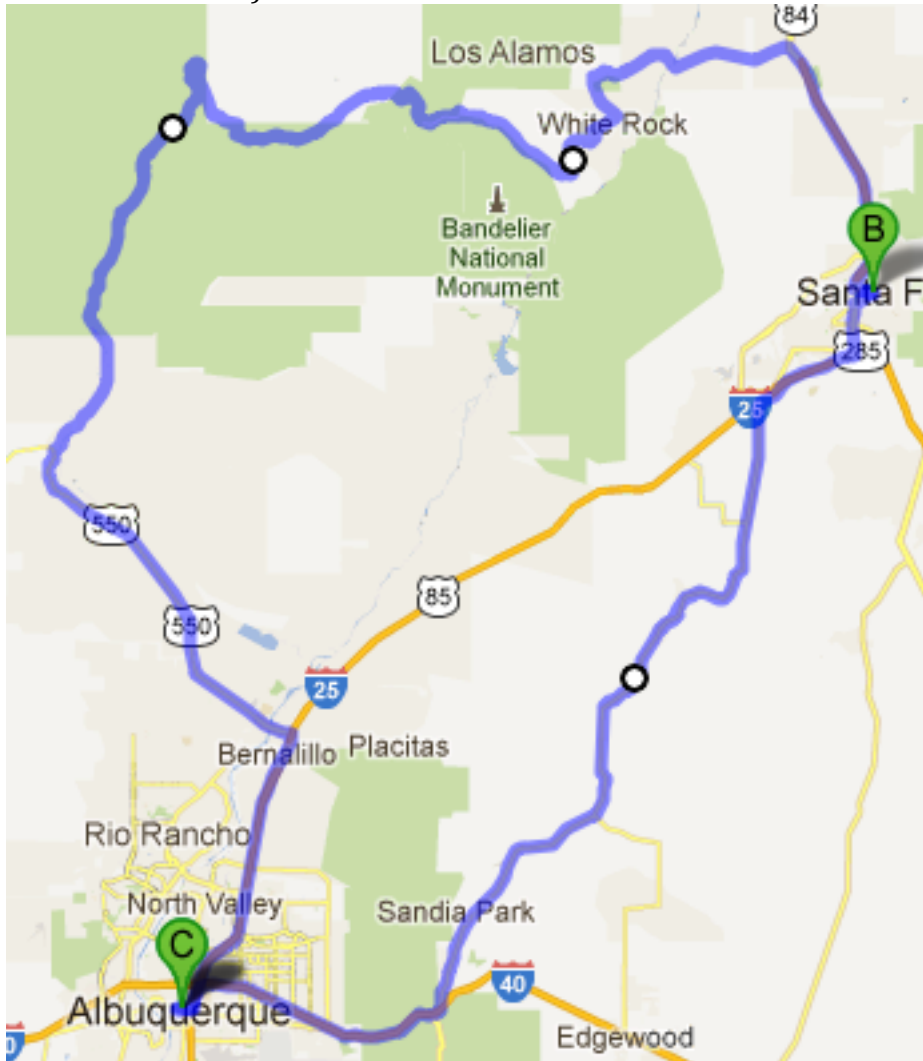 84
Los Alamos
White Rock
Bandelier
National
Monument
B
Santa F
285
25
550
85
550
25
Bernalillo
Placitas
Rio Rancho
North Valley
Sandia Park
C
40
Albuquerque
Edgewood